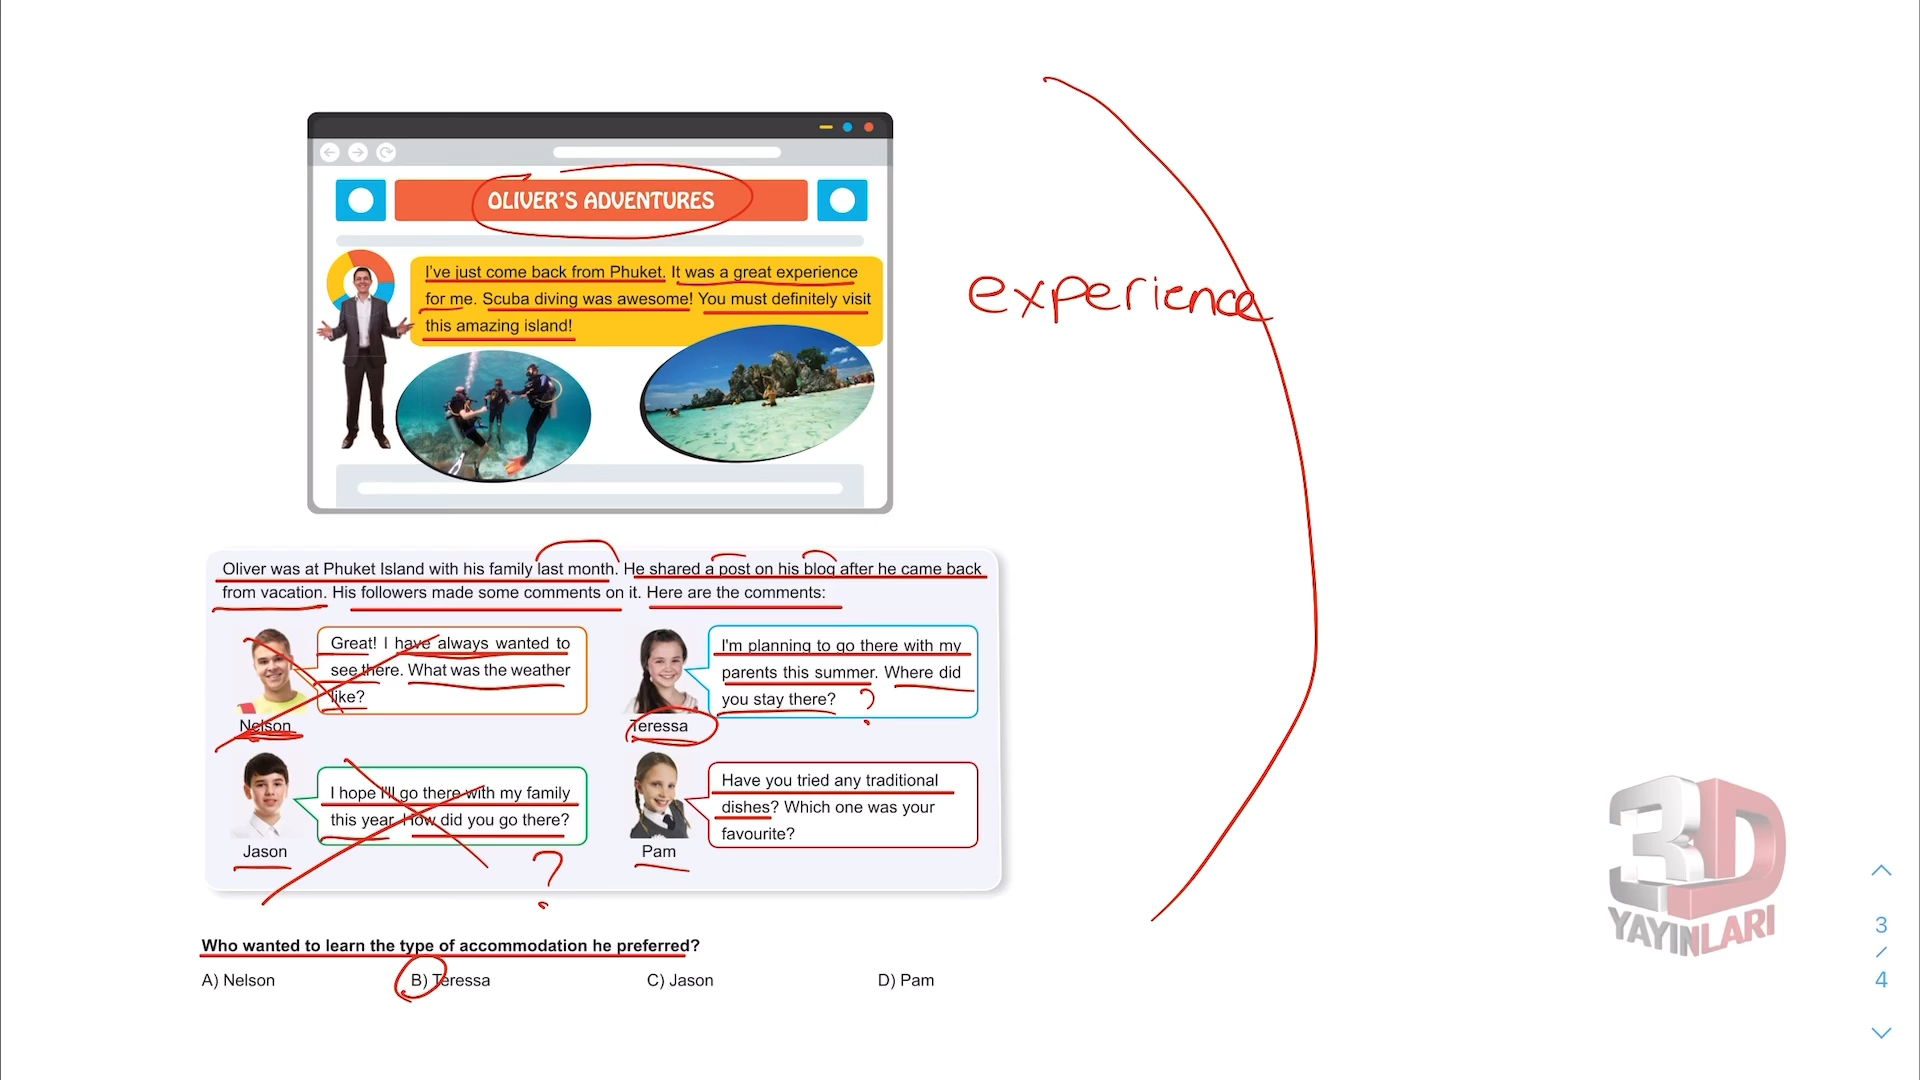 OLIVER'S ADVENTURES
I've just come back from Phuket. It was a great experience
for me. Scuba diving was awesome! You must definitely visit
this amazing island!
experience
Oliver was at Phuket Island with his family last month. He shared a post on his blog after he came back
from vacation. His followers made some comments on it. Here are the comments:
Great! I have always wanted to
see there. What was the weather
like?
Nelson
I'm planning to go there with my
parents this summer. Where did
you stay there?
?
Teressa
I hope I'll go there with my family
this year. How did you go there?
?
Jason
Have you tried any traditional
dishes? Which one was your
favourite?
Pam
Who wanted to learn the type of accommodation he preferred?
A) Nelson
B) Teressa
C) Jason
D) Pam
3D
YAYINLARI
3
/
4